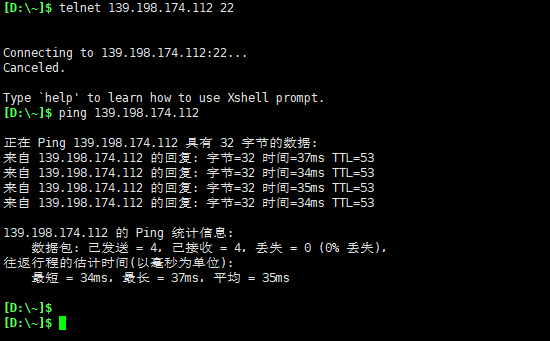 [D:\~]$ telnet 139.198.174.112 22
Connecting to 139.198.174.112:22...
Canceled.
Type `help' to learn how to use Xshell prompt.
[D:\~]$ ping 139.198.174.112
正在 Ping 139.198.174.112 具有 32 字节的数据:
来自 139.198.174.112 的回复: 字节=32 时间=37ms TTL=53
来自 139.198.174.112 的回复: 字节=32 时间=34ms TTL=53
来自 139.198.174.112 的回复: 字节=32 时间=35ms TTL=53
来自 139.198.174.112 的回复: 字节=32 时间=34ms TTL=53
139.198.174.112 的 Ping 统计信息:
数据包: 已发送 = 4, 已接收 = 4, 丢失 = 0 (0% 丢失),
往返行程的估计时间(以毫秒为单位):
最短 = 34ms, 最长 = 37ms, 平均 = 35ms
[D:\~]$
[D:\~]$